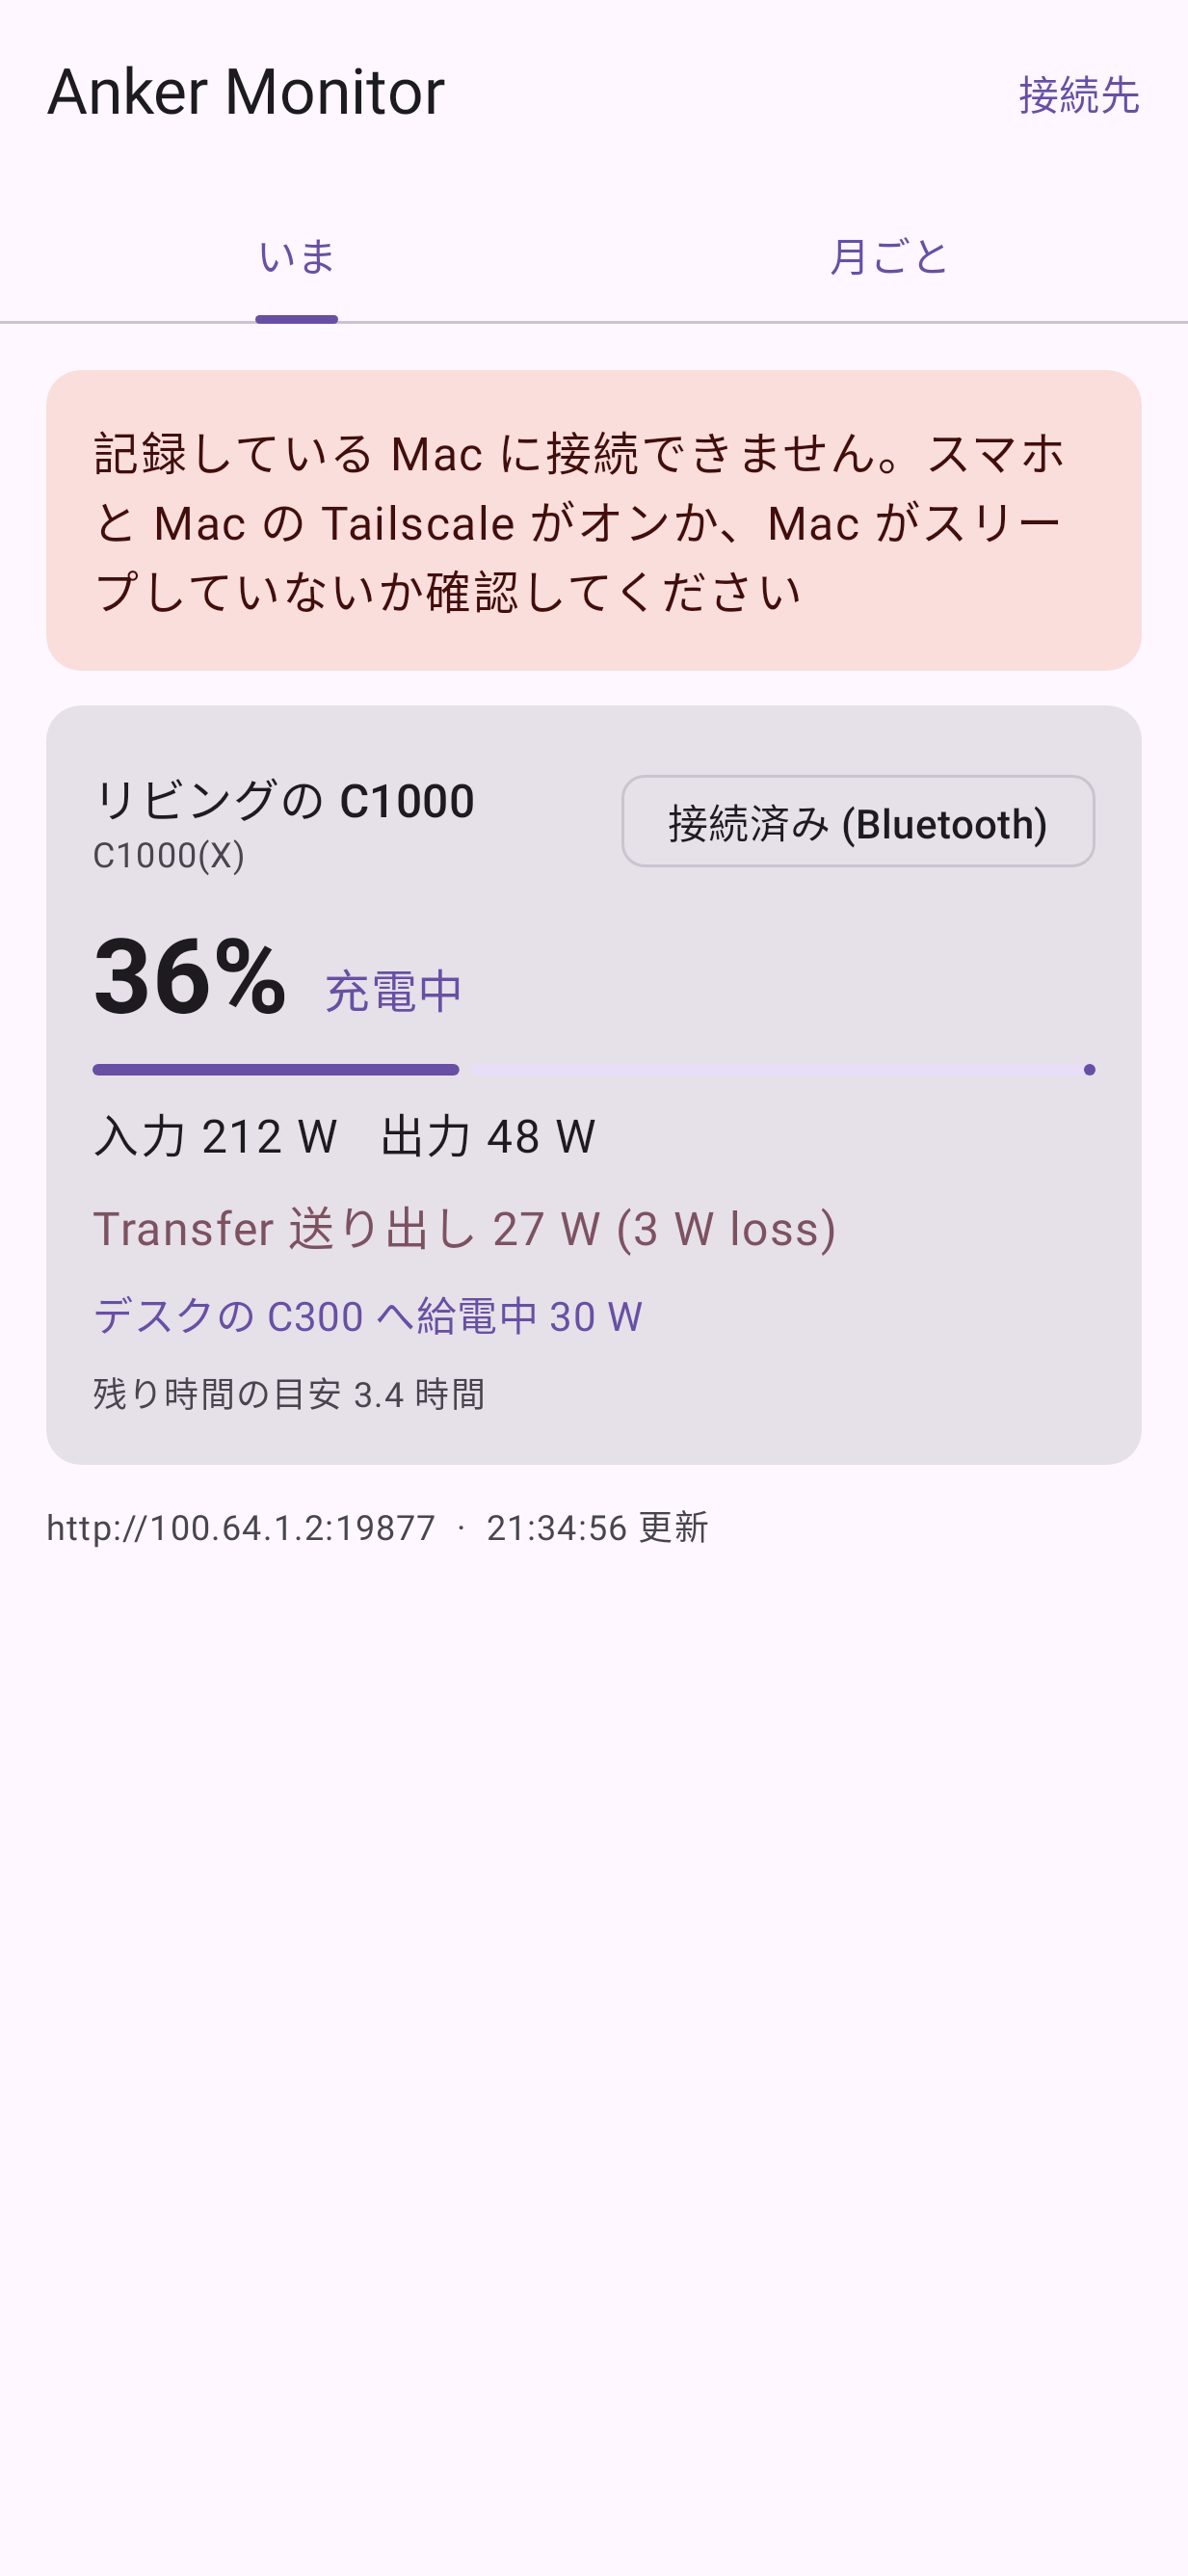 Anker Monitor
接続先
いま
月ごと
記録している Mac に接続できません。スマホ
と Mac の Tailscale がオンか、Mac がスリー
プしていないか確認してください
リビングの C1000
C1000(X)
接続済み (Bluetooth)
36% 充電中
入力 212 W 出力 48 W
Transfer 送り出し 27 W (3 W loss)
デスクの C300 へ給電中 30 W
残り時間の目安 3.4 時間
http://100.64.1.2:19877 · 21:34:56 更新